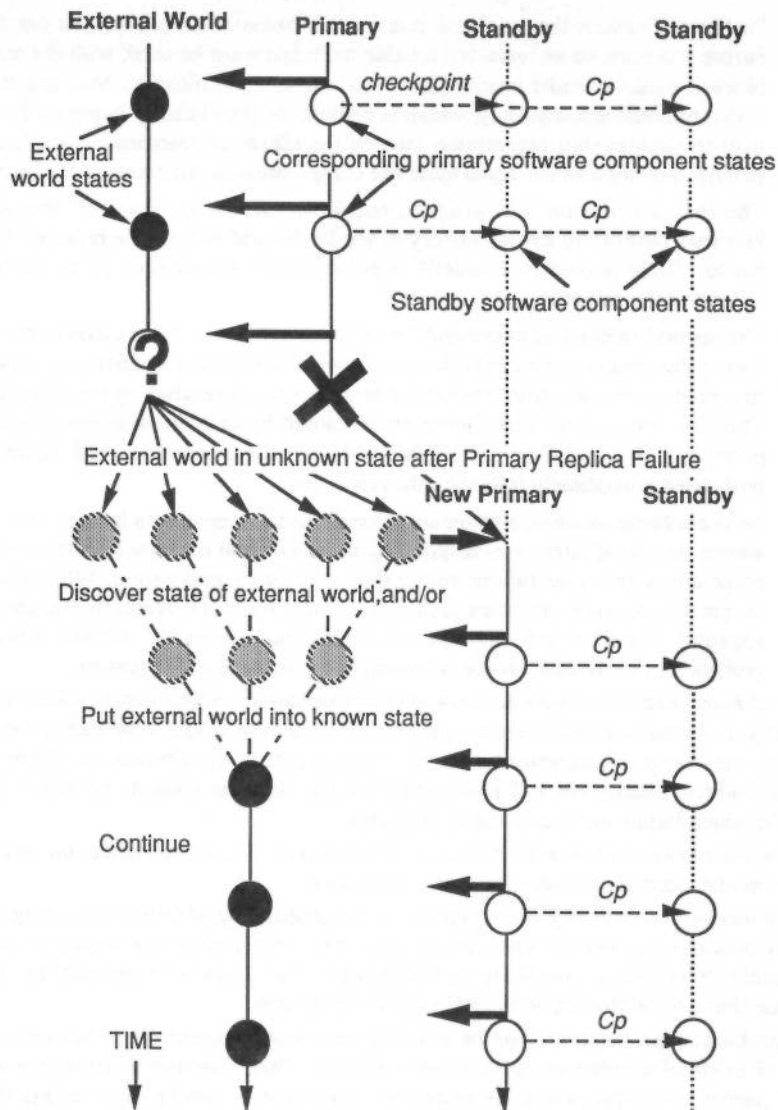 External World Primary Standby Standby
checkpoint Cp
External
world states
Corresponding primary software component states
Cp Cp
Standby software component states
?
External world in unknown state after Primary Replica Failure
New Primary Standby
Discover state of external world,and/or
Cp
Put external world into known state
Cp
Continue
Cp
TIME
Cp